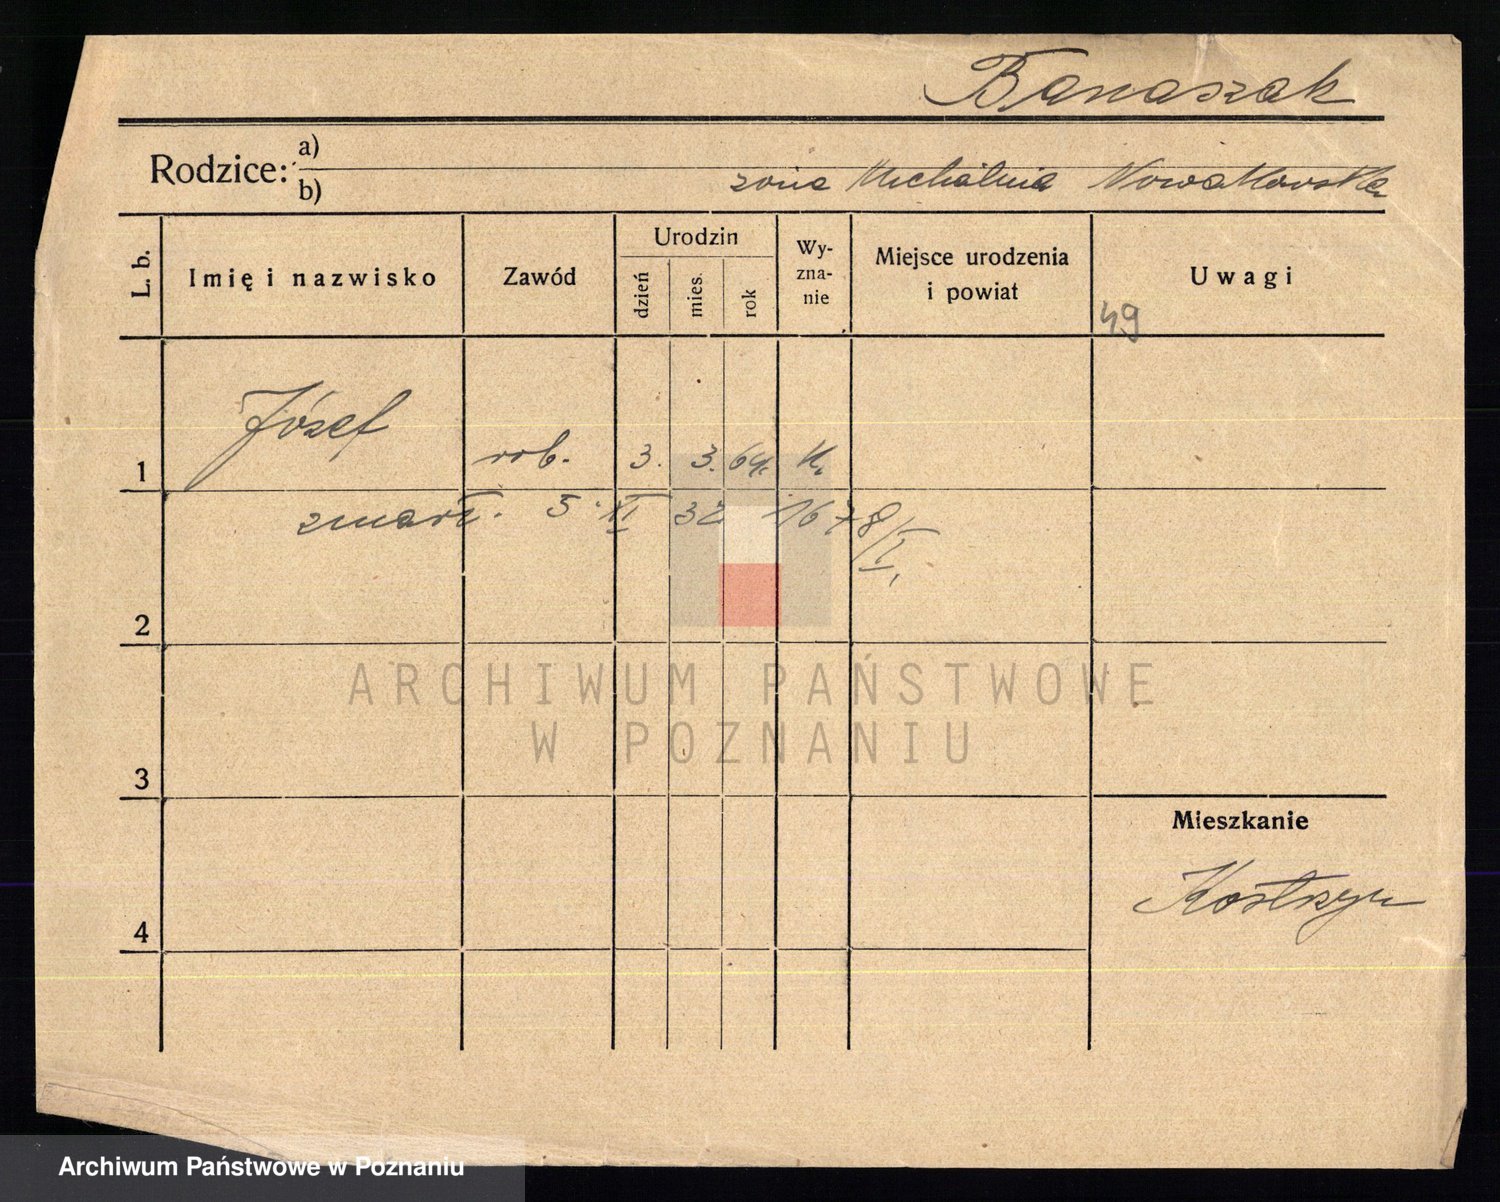 Banaszak
Rodzice: a)
b) żona Michalina Nowakowska
L. b.
Imię i nazwisko
Zawód
Urodzin
dzień
mies.
rok
Wy-
zna-
nie
Miejsce urodzenia
i powiat
Uwagi
49
1 Józef rob. 3. 3. 64. k.
zmarł. 5. XI 32
2
3
4
Mieszkanie
Kostrzyn
ARCHIWUM PAŃSTWOWE
W POZNANIU
Archiwum Państwowe w Poznaniu